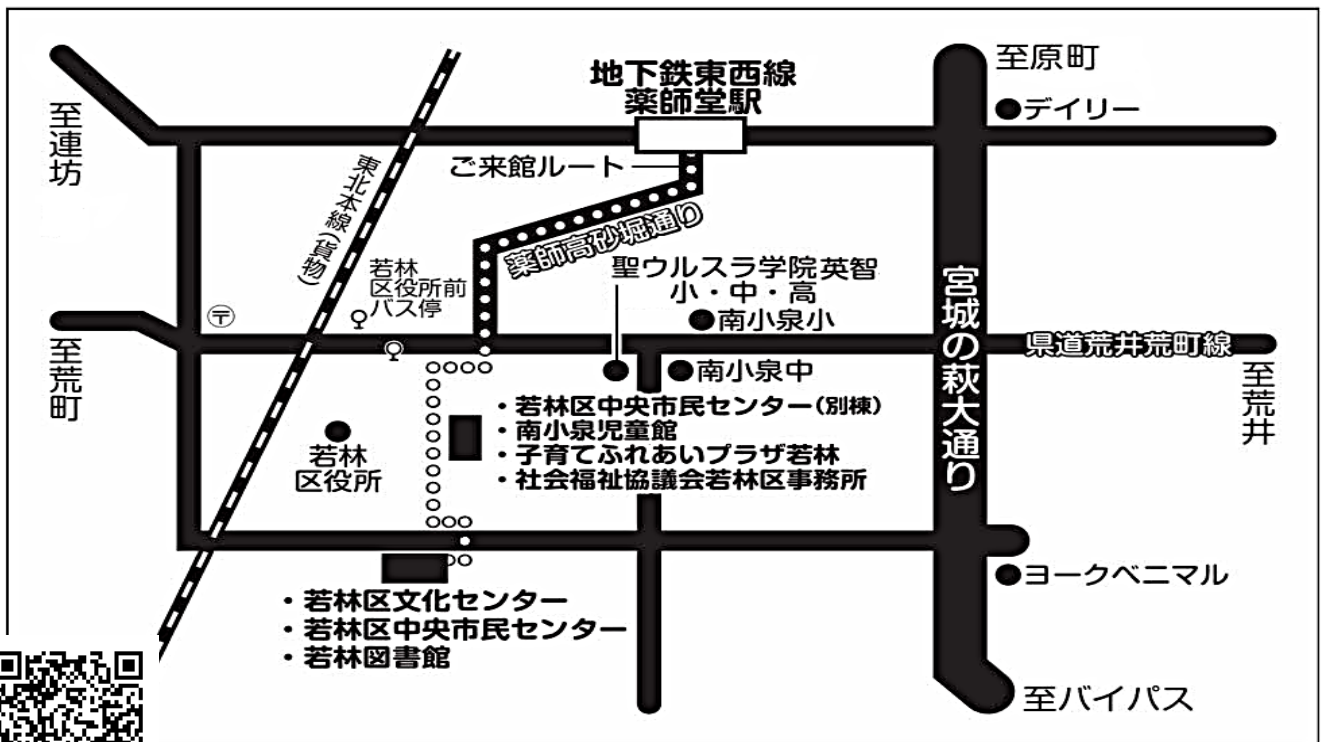 至原町
地下鉄東西線
薬師堂駅
デイリー
至連坊
ご来館ルート
東北本線(貨物)
薬師高砂堀通り
若林
区役所前
バス停
聖ウルスラ学院英智
小・中・高
南小泉小
宮城の萩大通り
〒
県道荒井荒町線
至荒町
至荒井
南小泉中
・若林区中央市民センター(別棟)
・南小泉児童館
・子育てふれあいプラザ若林
・社会福祉協議会若林区事務所
若林
区役所
ヨークベニマル
・若林区文化センター
・若林区中央市民センター
・若林図書館
至バイパス